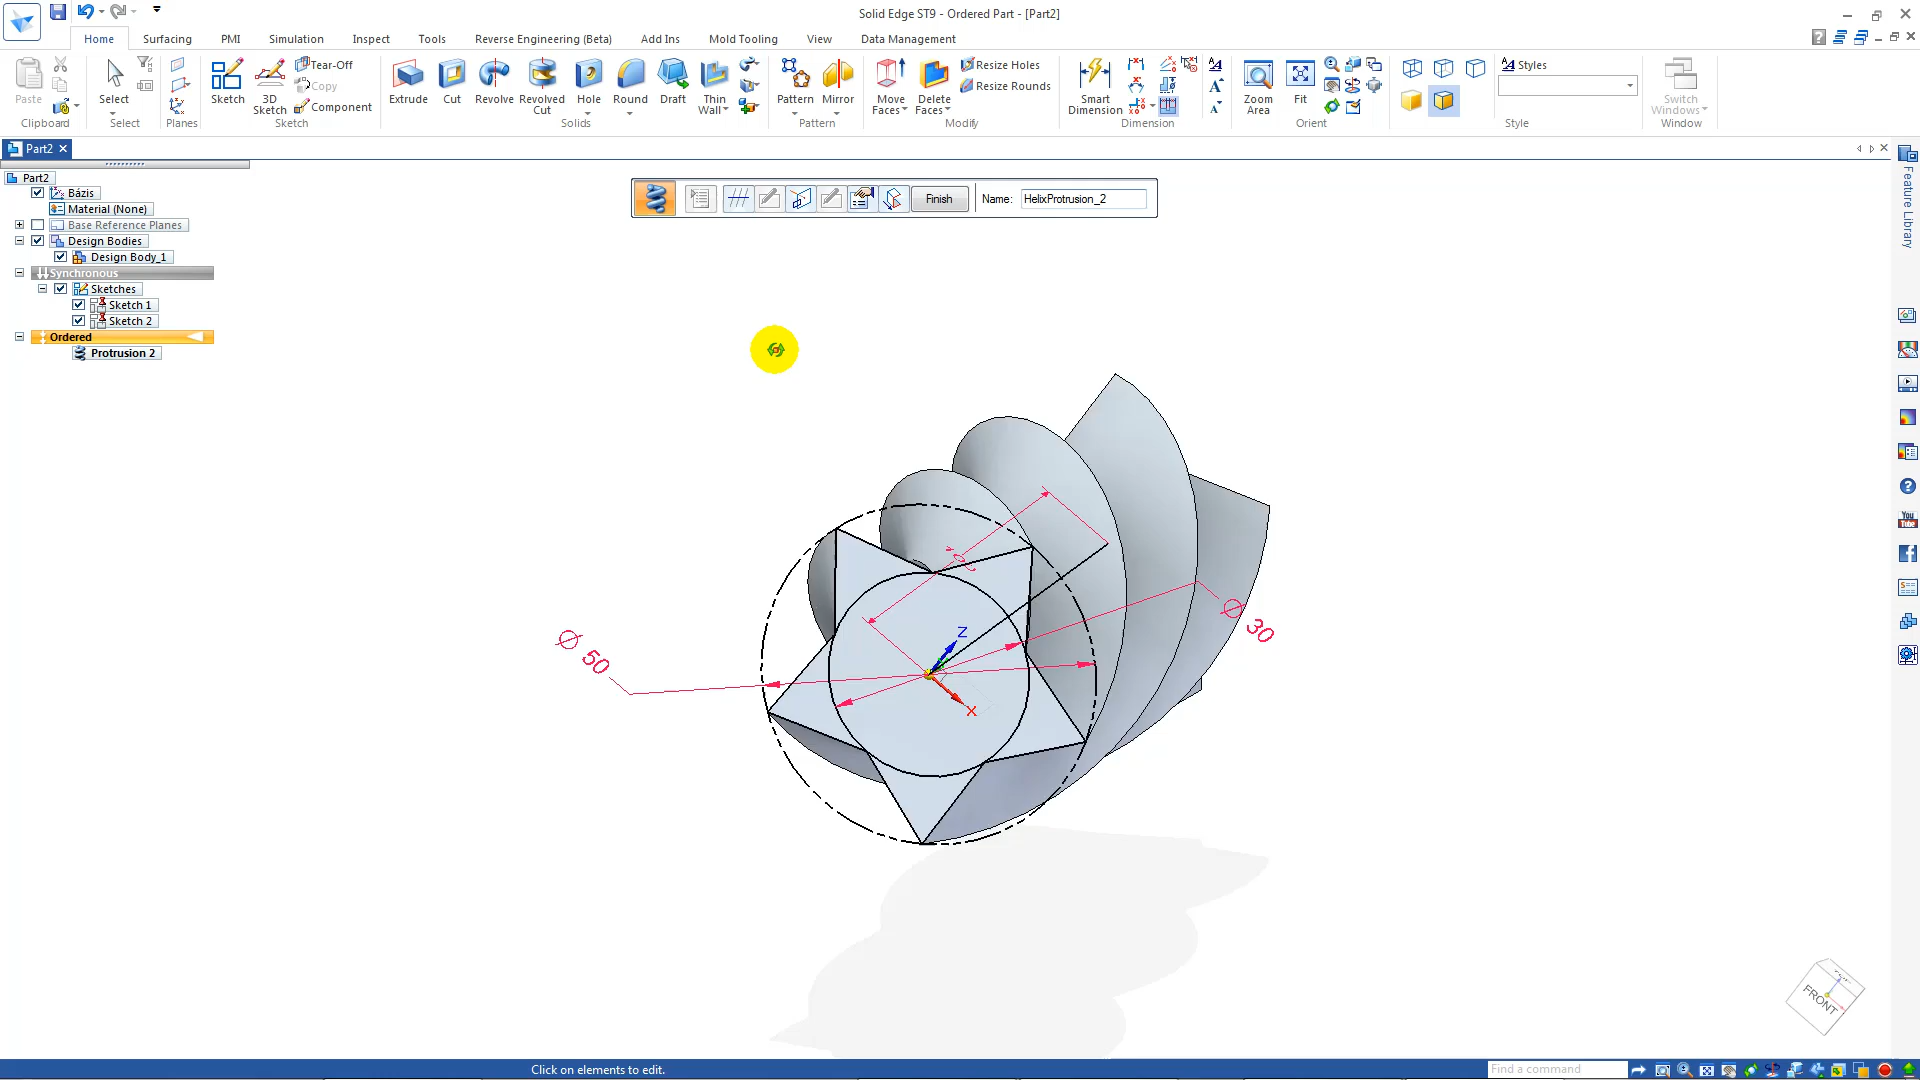 Solid Edge ST9 - Ordered Part - [Part2]
Home
Surfacing
PMI
Simulation
Inspect
Tools
Reverse Engineering (Beta)
Add Ins
Mold Tooling
View
Data Management
Paste
Clipboard
Select
Select
Planes
Sketch
3D Sketch
Tear-Off
Copy
Component
Sketch
Extrude
Cut
Revolve
Revolved Cut
Hole
Round
Draft
Thin Wall
Solids
Pattern
Mirror
Pattern
Move Faces
Delete Faces
Resize Holes
Resize Rounds
Modify
Smart Dimension
Dimension
Zoom Area
Fit
Orient
Styles
Style
Switch Windows
Window
Part2
Part2
Bázis
Material (None)
Base Reference Planes
Design Bodies
Design Body_1
Synchronous
Sketches
Sketch 1
Sketch 2
Ordered
Protrusion 2
Finish
Name:
HelixProtrusion_2
Feature Library
Ø 50
Ø 30
Z
X
FRONT
You Tube
Click on elements to edit.
Find a command